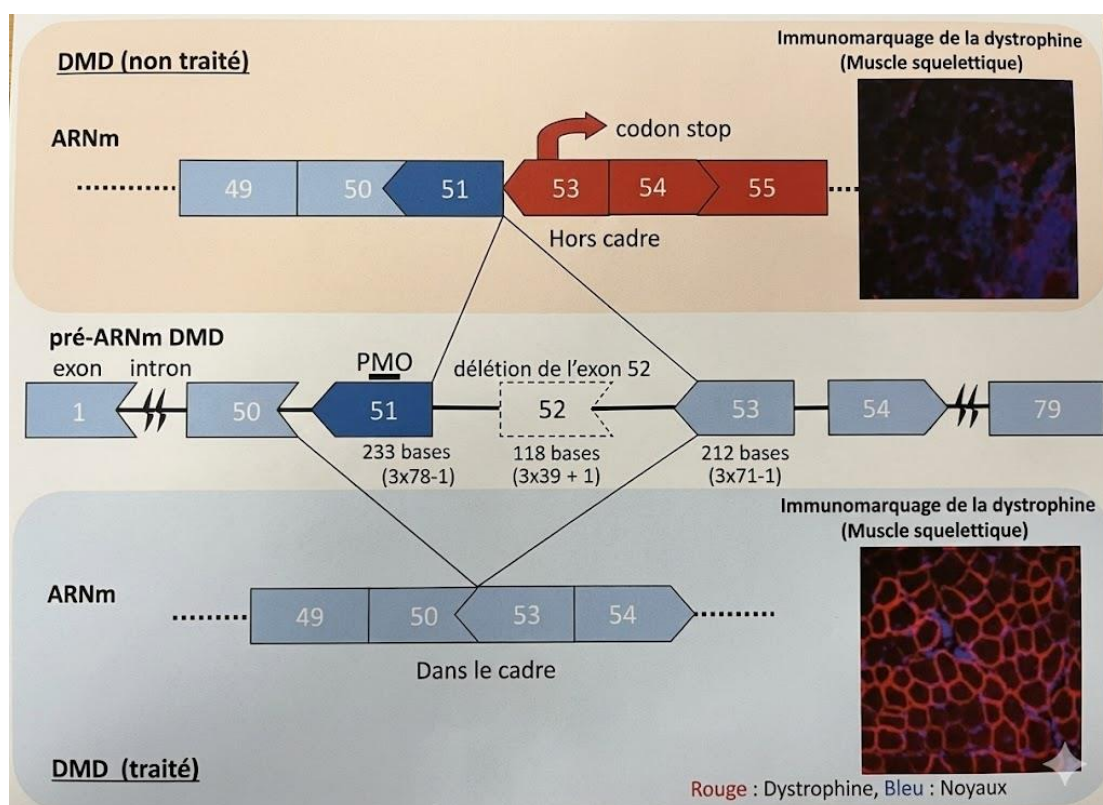 DMD (non traité)
Immunomarquage de la dystrophine
(Muscle squelettique)
ARNm
codon stop
49 50 51 53 54 55
Hors cadre
pré-ARNm DMD
exon intron
PMO
délétion de l'exon 52
1 50 51 52 53 54 79
233 bases
(3x78-1)
118 bases
(3x39 + 1)
212 bases
(3x71-1)
Immunomarquage de la dystrophine
(Muscle squelettique)
ARNm
49 50 53 54
Dans le cadre
DMD (traité)
Rouge : Dystrophine, Bleu : Noyaux